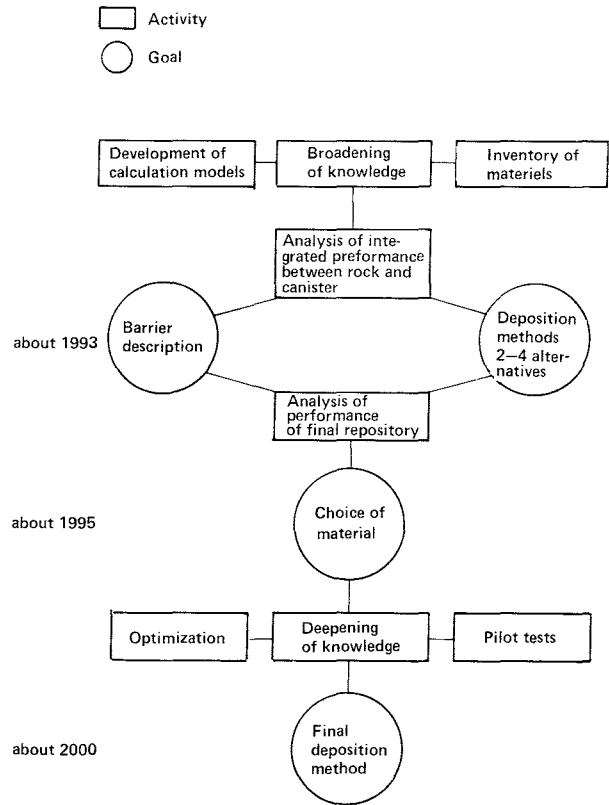 Activity
Goal
Development of
calculation models
Broadening
of knowledge
Inventory of
materiels
Analysis of inte-
grated preformance
between rock and
canister
about 1993
Barrier
description
Deposition
methods
2–4 alter-
natives
Analysis of
performance
of final repository
about 1995
Choice of
material
Optimization
Deepening
of knowledge
Pilot tests
about 2000
Final
deposition
method